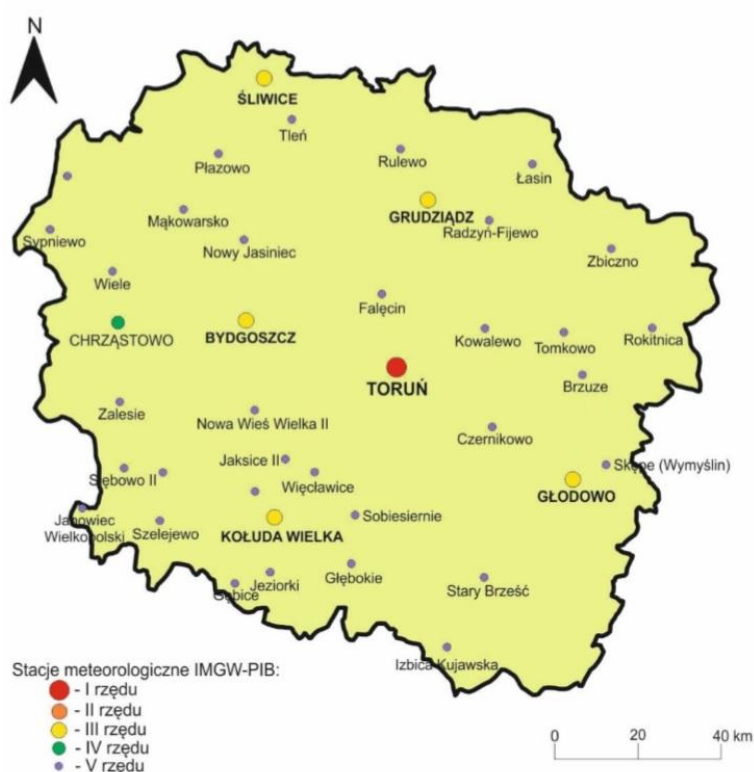 N
ŚLIWICE
Tleń
Płazowo
Rulewo
Łasin
Mąkowarsko
GRUDZIĄDZ
Radzyń-Fijewo
Sypniewo
Nowy Jasiniec
Zbiczno
Wiele
Falęcin
CHRZĄSTOWO
BYDGOSZCZ
Kowalewo
Tomkowo
Rokitnica
TORUŃ
Brzuze
Zalesie
Nowa Wieś Wielka II
Czernikowo
Jaksice II
Skępe (Wymyślin)
Słębowo II
Więcławice
GŁODOWO
Janowiec
Wielkopolski
Szelejewo
KOŁUDA WIELKA
Sobiesiernie
Gębice
Jeziorki
Głębokie
Stary Brześć
Izbica Kujawska
Stacje meteorologiczne IMGW-PIB:
- I rzędu
- II rzędu
- III rzędu
- IV rzędu
- V rzędu
0 20 40 km